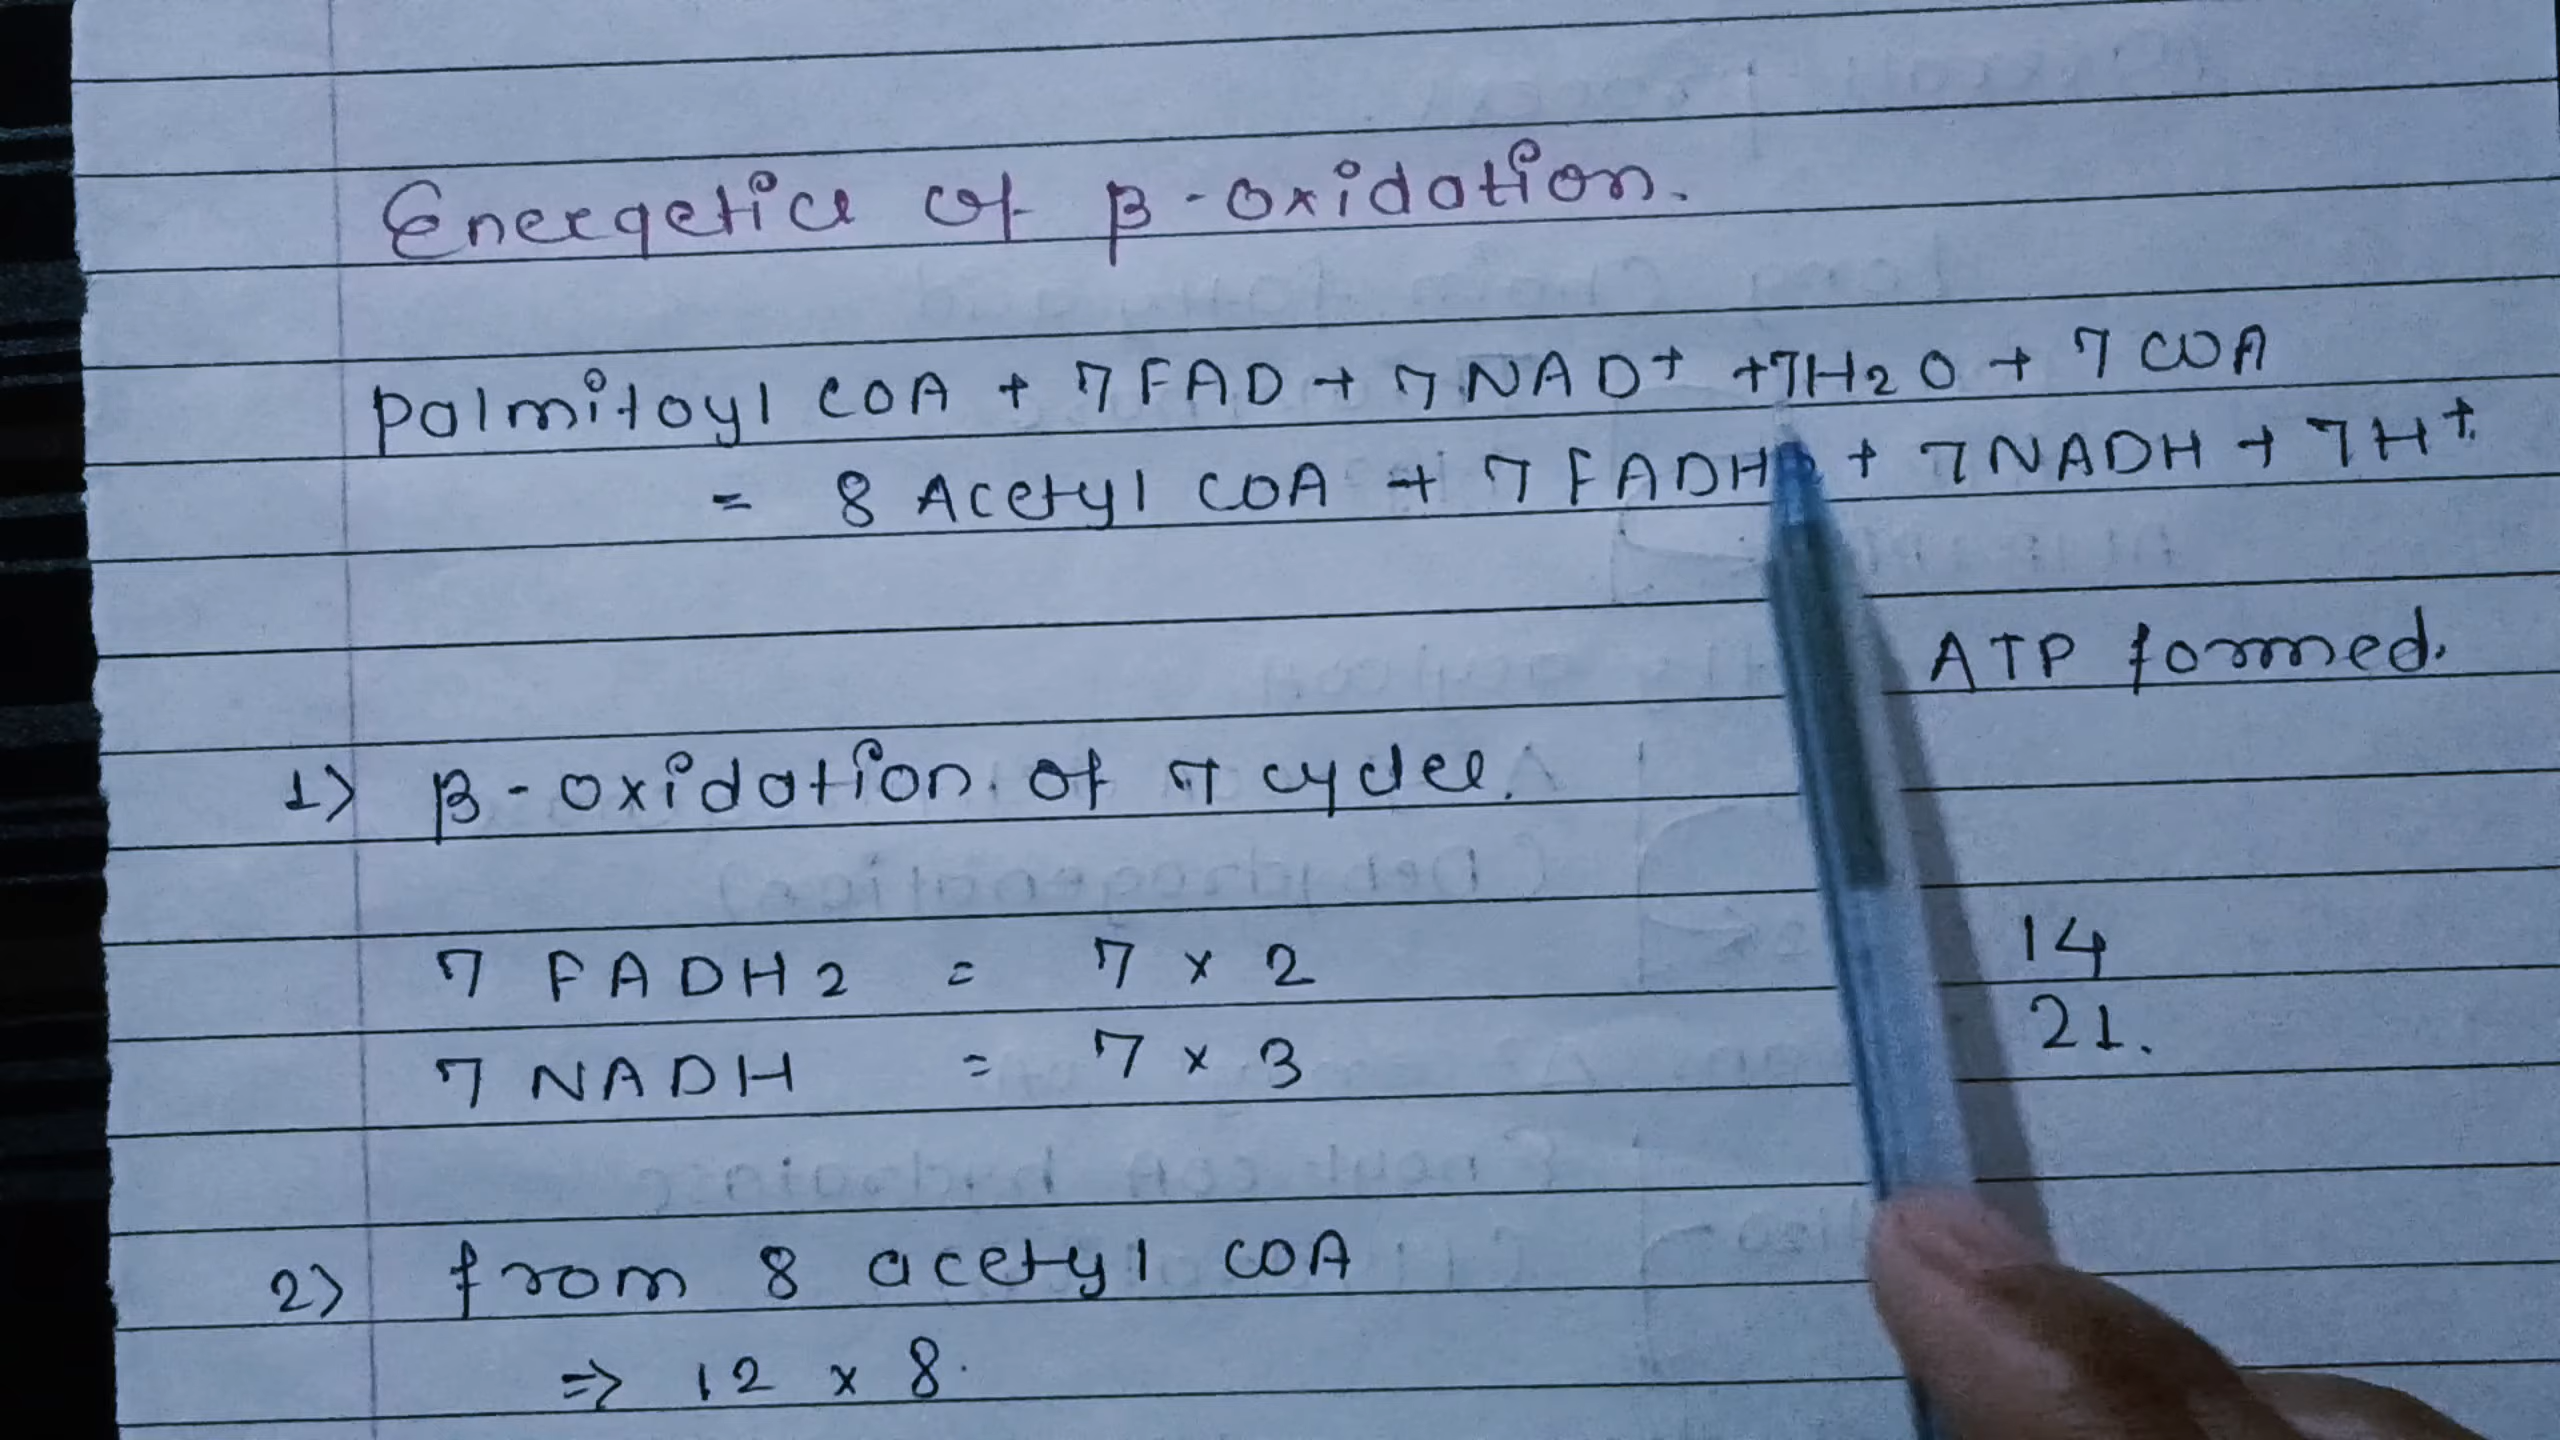 Energetics of β-oxidation.
palmitoyl COA + 7 FAD + 7 NAD+ +7H2O + 7 COA
= 8 Acetyl COA + 7 FADH + 7 NADH + 7H+.
ATP formed.
1) β-oxidation of 7 cycles.
7 FADH2 = 7 x 2 14
7 NADH = 7 x 3 21.
2) from 8 acetyl COA
=> 12 x 8.